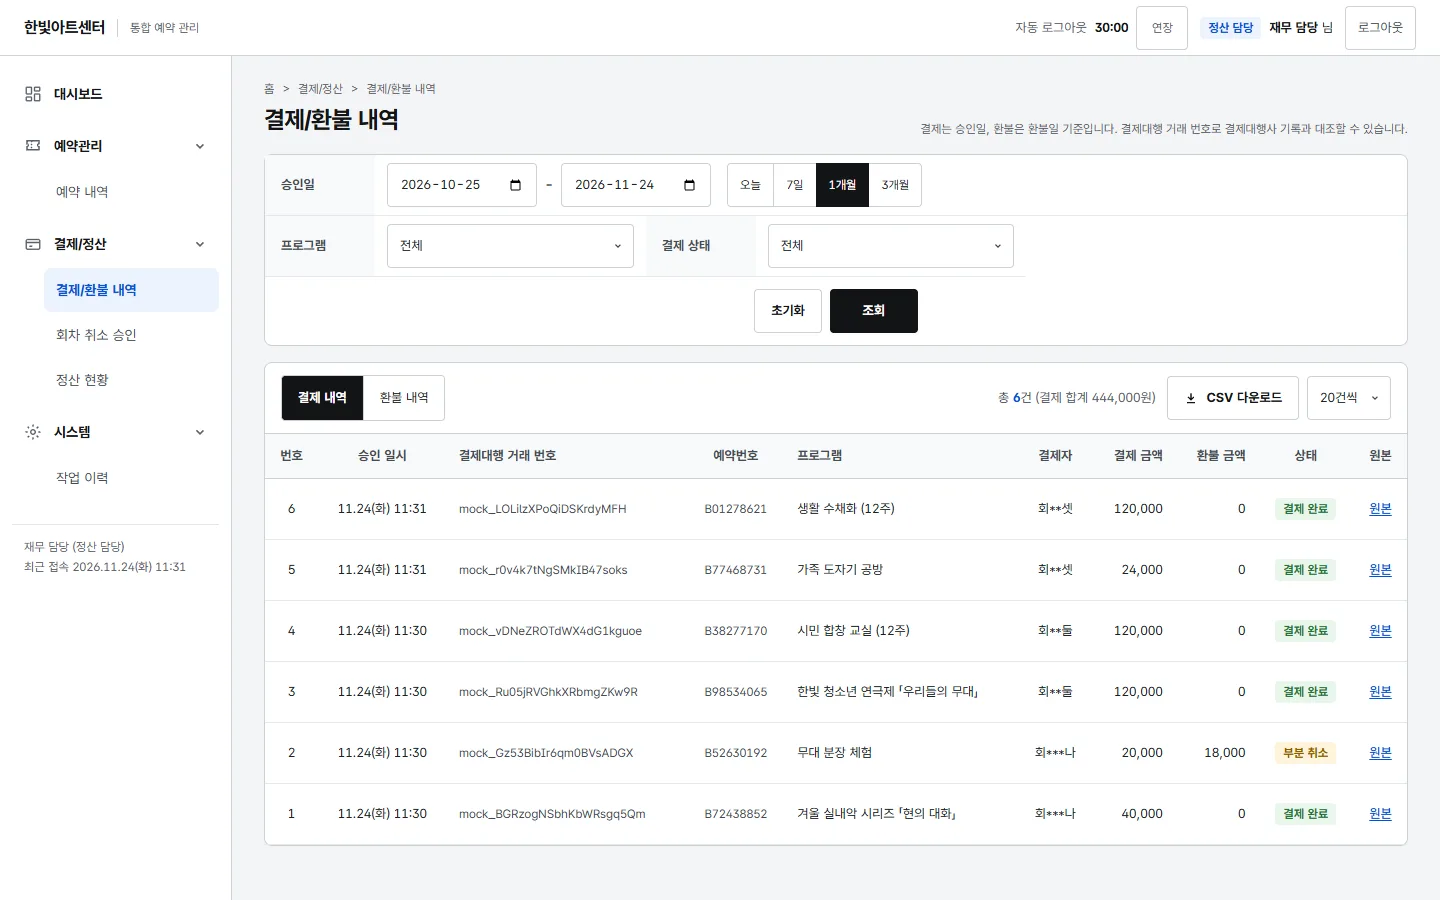 한빛아트센터 통합 예약 관리 자동 로그아웃 30:00 연장 정산 담당 재무 담당 님 로그아웃
대시보드
예약관리
예약 내역
결제/정산
결제/환불 내역
회차 취소 승인
정산 현황
시스템
작업 이력
재무 담당 (정산 담당)
최근 접속 2026.11.24(화) 11:31
홈 > 결제/정산 > 결제/환불 내역
결제/환불 내역
결제는 승인일, 환불은 환불일 기준입니다. 결제대행 거래 번호로 결제대행사 기록과 대조할 수 있습니다.
승인일 2026-10-25 - 2026-11-24 오늘 7일 1개월 3개월
프로그램 전체 결제 상태 전체
초기화 조회
결제 내역 환불 내역 총 6건 (결제 합계 444,000원) CSV 다운로드 20건씩
번호 승인 일시 결제대행 거래 번호 예약번호 프로그램 결제자 결제 금액 환불 금액 상태 원본
6 11.24(화) 11:31 mock_LOLilzXPoQiDSKrdyMFH B01278621 생활 수채화 (12주) 회**셋 120,000 0 결제 완료 원본
5 11.24(화) 11:31 mock_r0v4k7tNgSMkIB47soks B77468731 가족 도자기 공방 회**셋 24,000 0 결제 완료 원본
4 11.24(화) 11:30 mock_vDNeZROTdWX4dG1kguoe B38277170 시민 합창 교실 (12주) 회**둘 120,000 0 결제 완료 원본
3 11.24(화) 11:30 mock_Ru05jRVGhkXRbmgZKw9R B98534065 한빛 청소년 연극제 「우리들의 무대」 회**둘 120,000 0 결제 완료 원본
2 11.24(화) 11:30 mock_Gz53BibIr6qm0BVsADGX B52630192 무대 분장 체험 회***나 20,000 18,000 부분 취소 원본
1 11.24(화) 11:30 mock_BGRzogNSbhKbWRsgq5Qm B72438852 겨울 실내악 시리즈 「현의 대화」 회***나 40,000 0 결제 완료 원본